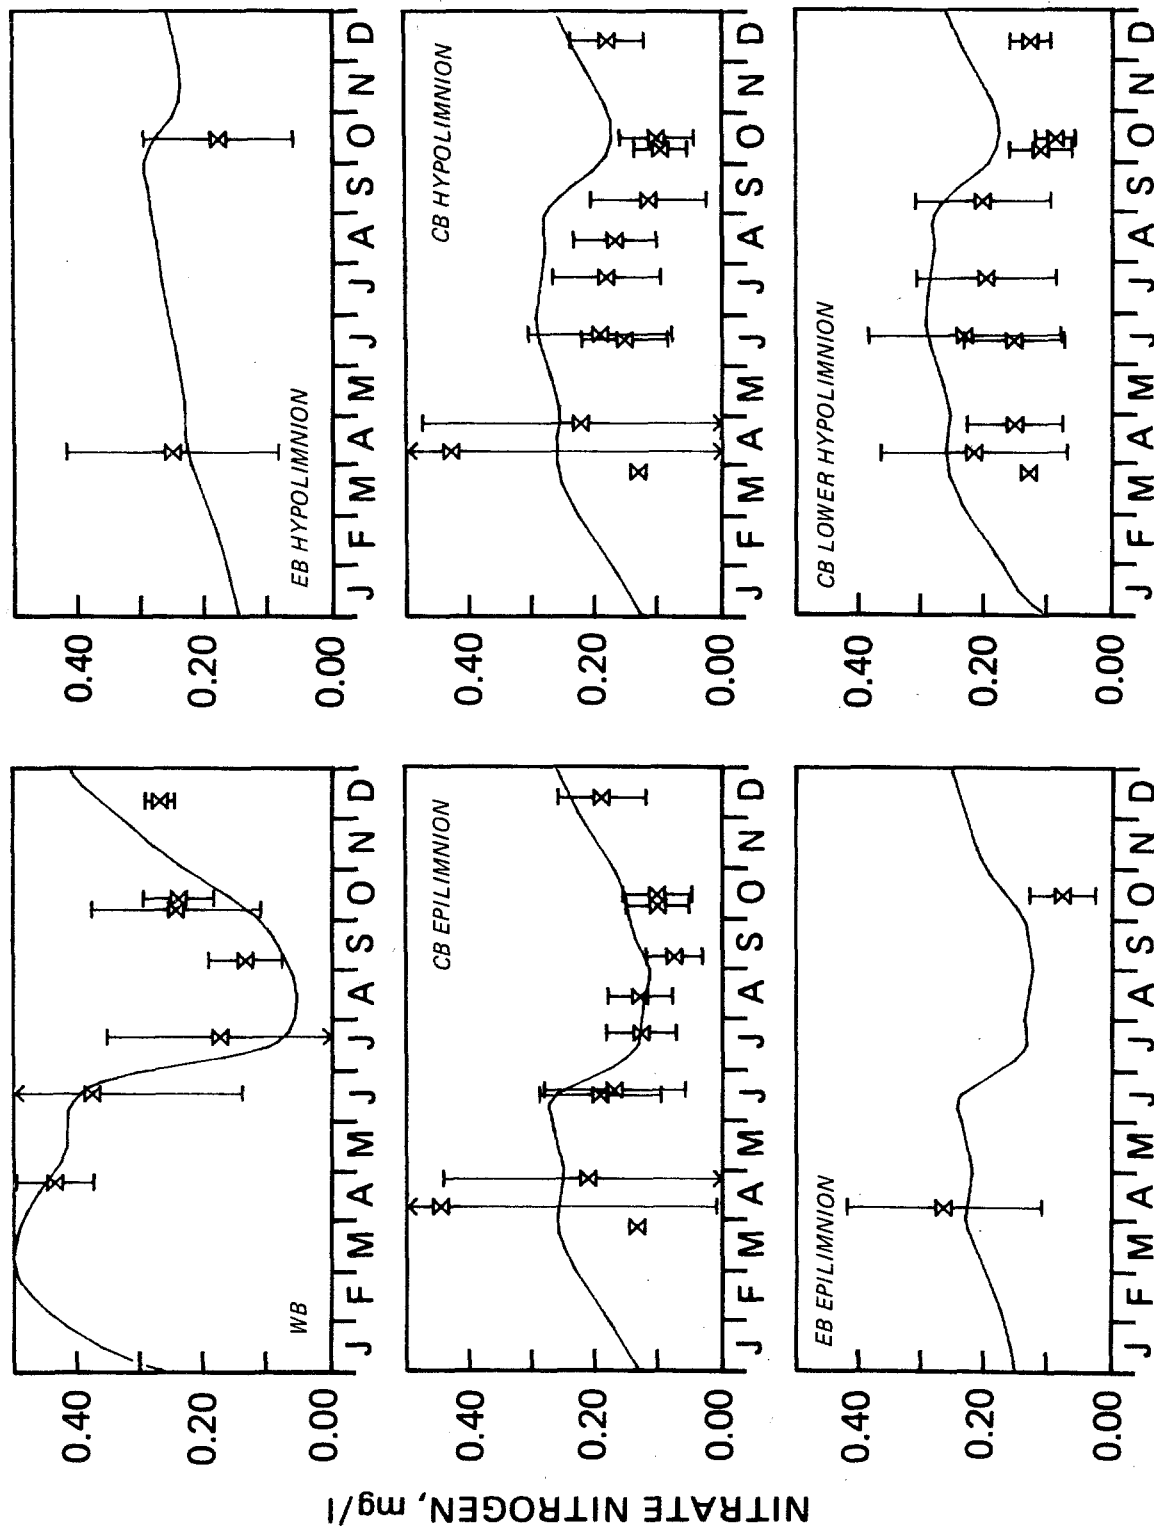 NITRATE NITROGEN, mg/l
0.40
0.20
0.00
WB
J F M A M J J A S O N D
0.40
0.20
0.00
EB HYPOLIMNION
J F M A M J J A S O N D
0.40
0.20
0.00
CB EPILIMNION
J F M A M J J A S O N D
0.40
0.20
0.00
CB HYPOLIMNION
J F M A M J J A S O N D
0.40
0.20
0.00
EB EPILIMNION
J F M A M J J A S O N D
0.40
0.20
0.00
CB LOWER HYPOLIMNION
J F M A M J J A S O N D